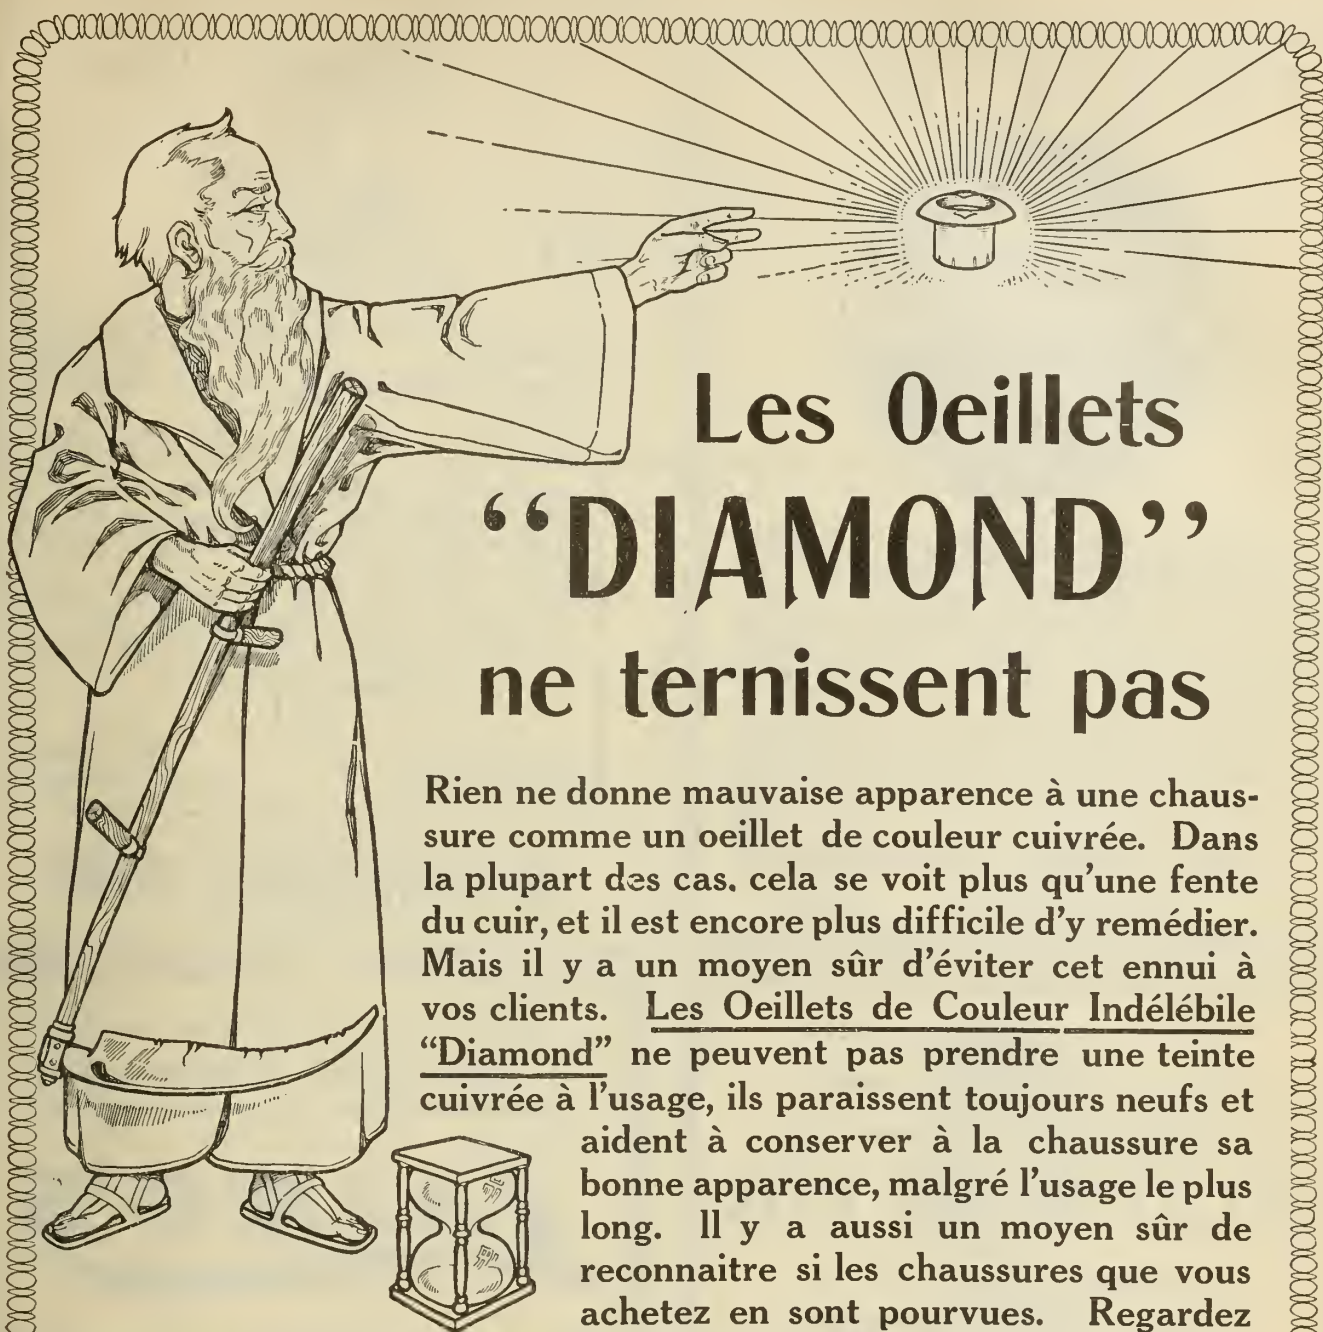 Les Oeillets
“DIAMOND”
ne ternissent pas
Rien ne donne mauvaise apparence à une chaus-
sure comme un oeillet de couleur cuivrée. Dans
la plupart des cas. cela se voit plus qu'une fente
du cuir, et il est encore plus difficile d'y remédier.
Mais il y a un moyen sûr d'éviter cet ennui à
vos clients. Les Oeillets de Couleur Indélébile
“Diamond” ne peuvent pas prendre une teinte
cuivrée à l'usage, ils paraissent toujours neufs et
aident à conserver à la chaussure sa
bonne apparence, malgré l'usage le plus
long. Il y a aussi un moyen sûr de
reconnaitre si les chaussures que vous
achetez en sont pourvues. Regardez